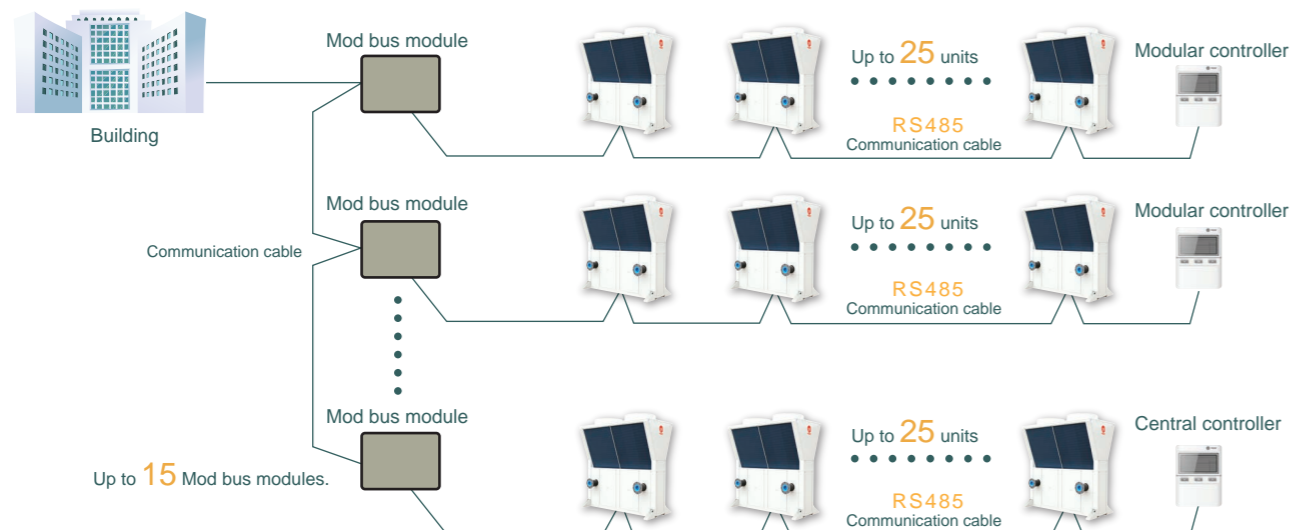 Mod bus module
Up to 25 units
Modular controller
RS485
Communication cable
Building
Mod bus module
Up to 25 units
Modular controller
Communication cable
RS485
Communication cable
Mod bus module
Up to 25 units
Central controller
Up to 15 Mod bus modules.
RS485
Communication cable